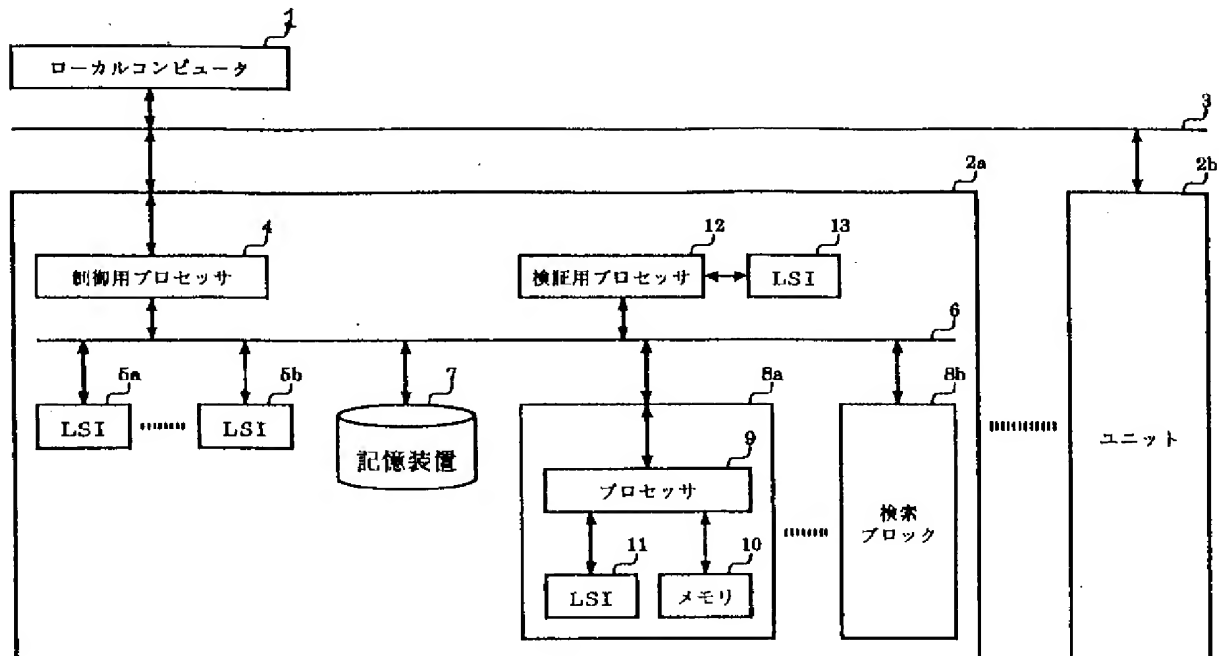 1
ローカルコンピュータ
3
2a
2b
4
12
13
制御用プロセッサ
検証用プロセッサ
LSI
6
5a
5b
7
8a
8b
LSI
LSI
記憶装置
9
プロセッサ
検索
ブロック
ユニット
11
10
LSI
メモリ